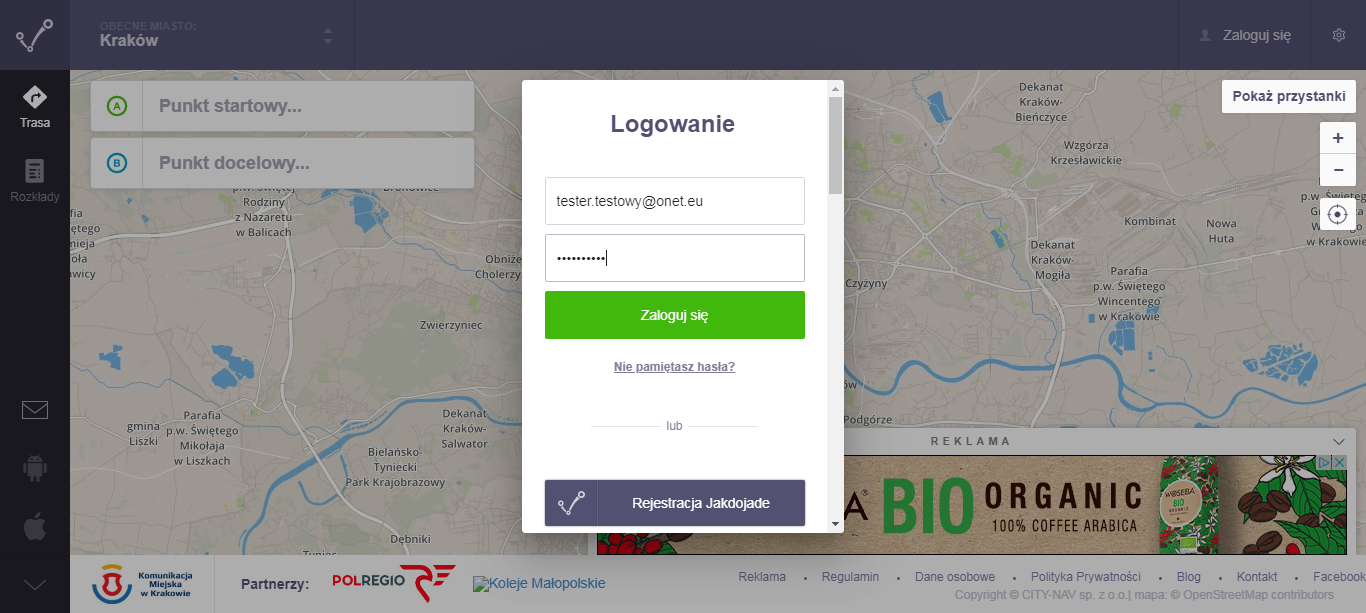 OBECNE MIASTO:
Kraków
Zaloguj się
Trasa
Rozkłady
A
Punkt startowy...
B
Punkt docelowy...
Logowanie
tester.testowy@onet.eu
••••••••••
Zaloguj się
Nie pamiętasz hasła?
lub
Rejestracja Jakdojade
Pokaż przystanki
+
−
Dekanat
Kraków-
Bieńczyce
Wzgórza
Krzesławickie
Kombinat
Nowa
Huta
w Krakowie
Dekanat
Kraków-
Mogiła
Parafia
p.w. Świętego
Wincentego
w Krakowie
Czyżyny
Podgórze
Rodziny
z Nazaretu
w Balicach
Zwierzyniec
gmina
Liszki
Parafia
p.w. Świętego
Mikołaja
w Liszkach
Dekanat
Kraków-
Salwator
Bielańsko-
Tyniecki
Park Krajobrazowy
Dębniki
REKLAMA
BIO ORGANIC
100% COFFEE ARABICA
WOSEBA
BIO
ORGANIC
Komunikacja
Miejska
w Krakowie
Partnerzy:
POLREGIO
Koleje Małopolskie
Reklama • Regulamin • Dane osobowe • Polityka Prywatności • Blog • Kontakt • Facebook
Copyright © CITY-NAV sp. z o.o.| mapa: © OpenStreetMap contributors